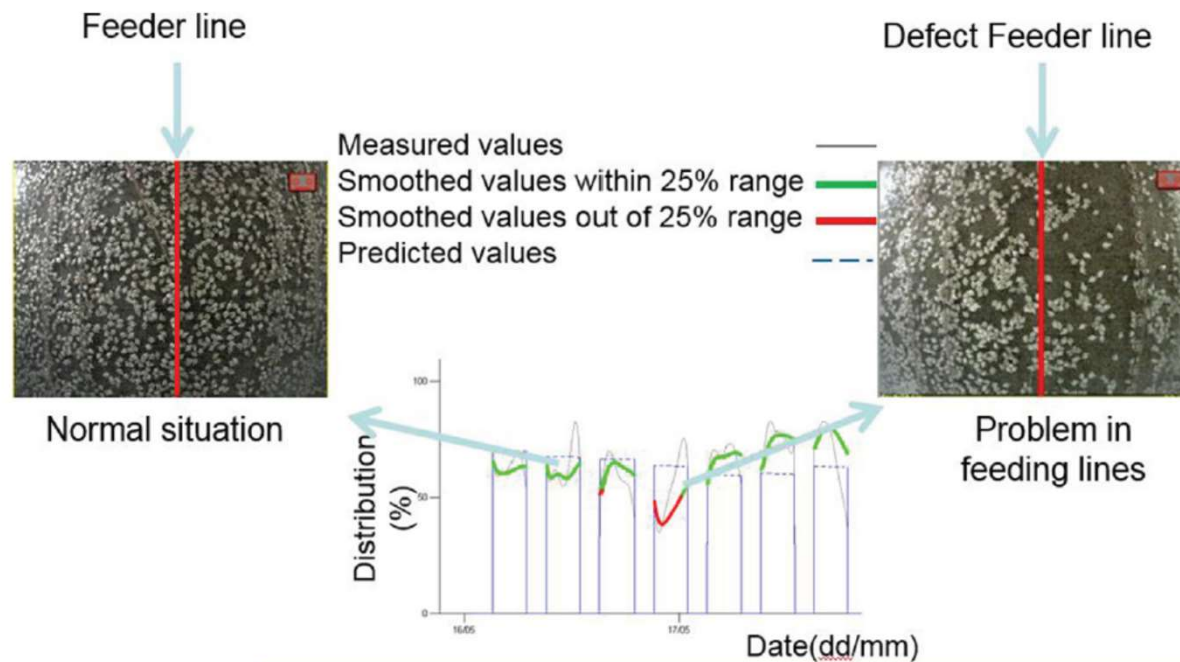 Feeder line
Defect Feeder line
Measured values
Smoothed values within 25% range
Smoothed values out of 25% range
Predicted values
Normal situation
Problem in
feeding lines
Distribution
(%)
100
50
0
16/05
17/05
Date(dd/mm)